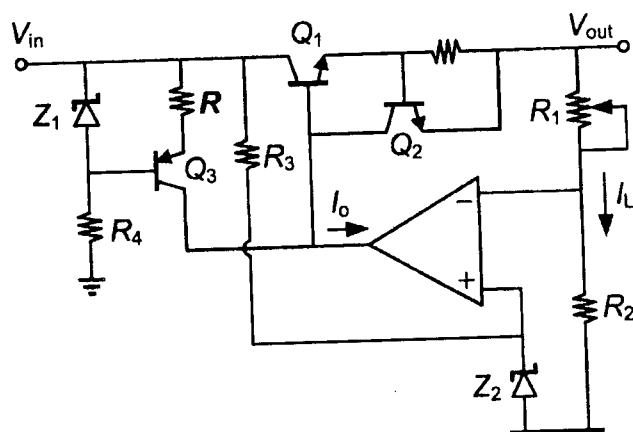 V_in
Q_1
V_out
Z_1
R
R_1
Q_3
R_3
Q_2
I_o
−
I_L
R_4
+
R_2
Z_2